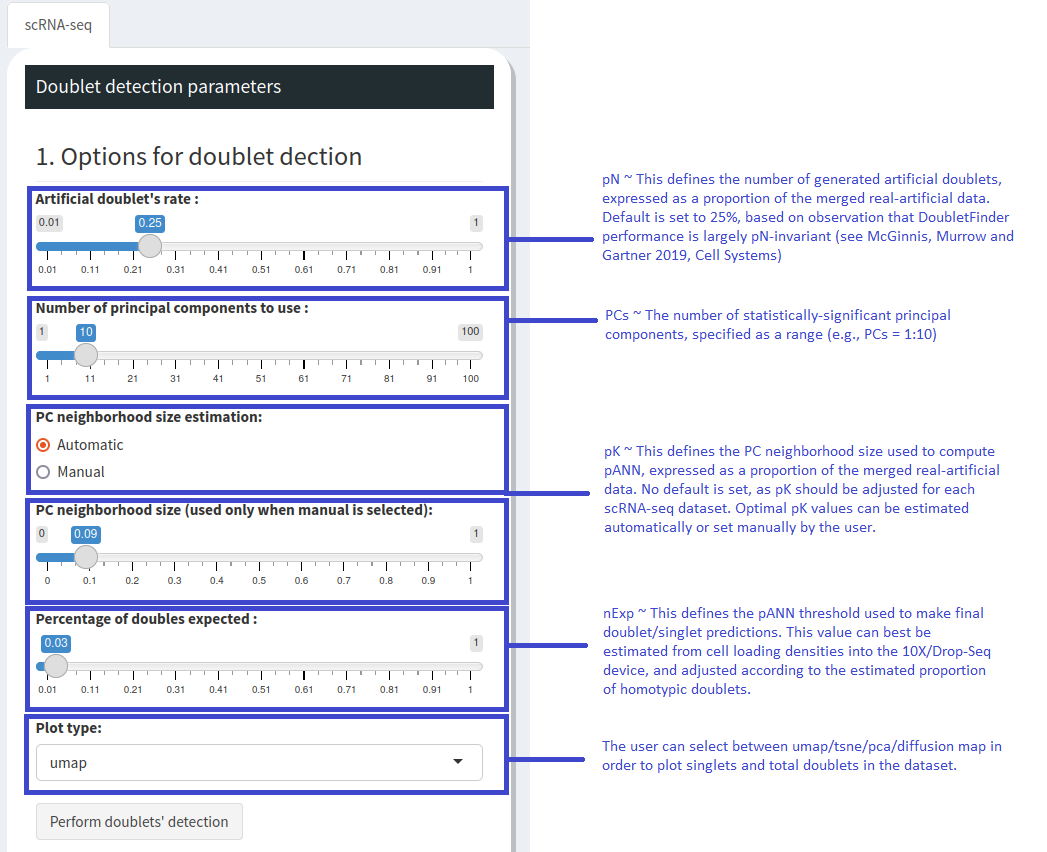 scRNA-seq
Doublet detection parameters
1. Options for doublet dection
Artificial doublet's rate :
0.01 0.25 1
0.01 0.11 0.21 0.31 0.41 0.51 0.61 0.71 0.81 0.91 1
pN ~ This defines the number of generated artificial doublets,
expressed as a proportion of the merged real-artificial data.
Default is set to 25%, based on observation that DoubletFinder
performance is largely pN-invariant (see McGinnis, Murrow and
Gartner 2019, Cell Systems)
Number of principal components to use :
1 10 100
1 11 21 31 41 51 61 71 81 91 100
PCs ~ The number of statistically-significant principal
components, specified as a range (e.g., PCs = 1:10)
PC neighborhood size estimation:
Automatic
Manual
PC neighborhood size (used only when manual is selected):
0 0.09 1
0 0.1 0.2 0.3 0.4 0.5 0.6 0.7 0.8 0.9 1
pK ~ This defines the PC neighborhood size used to compute
pANN, expressed as a proportion of the merged real-artificial
data. No default is set, as pK should be adjusted for each
scRNA-seq dataset. Optimal pK values can be estimated
automatically or set manually by the user.
Percentage of doubles expected :
0.03 1
0.01 0.11 0.21 0.31 0.41 0.51 0.61 0.71 0.81 0.91 1
nExp ~ This defines the pANN threshold used to make final
doublet/singlet predictions. This value can best be
estimated from cell loading densities into the 10X/Drop-Seq
device, and adjusted according to the estimated proportion
of homotypic doublets.
Plot type:
umap
The user can select between umap/tsne/pca/diffusion map in
order to plot singlets and total doublets in the dataset.
Perform doublets' detection